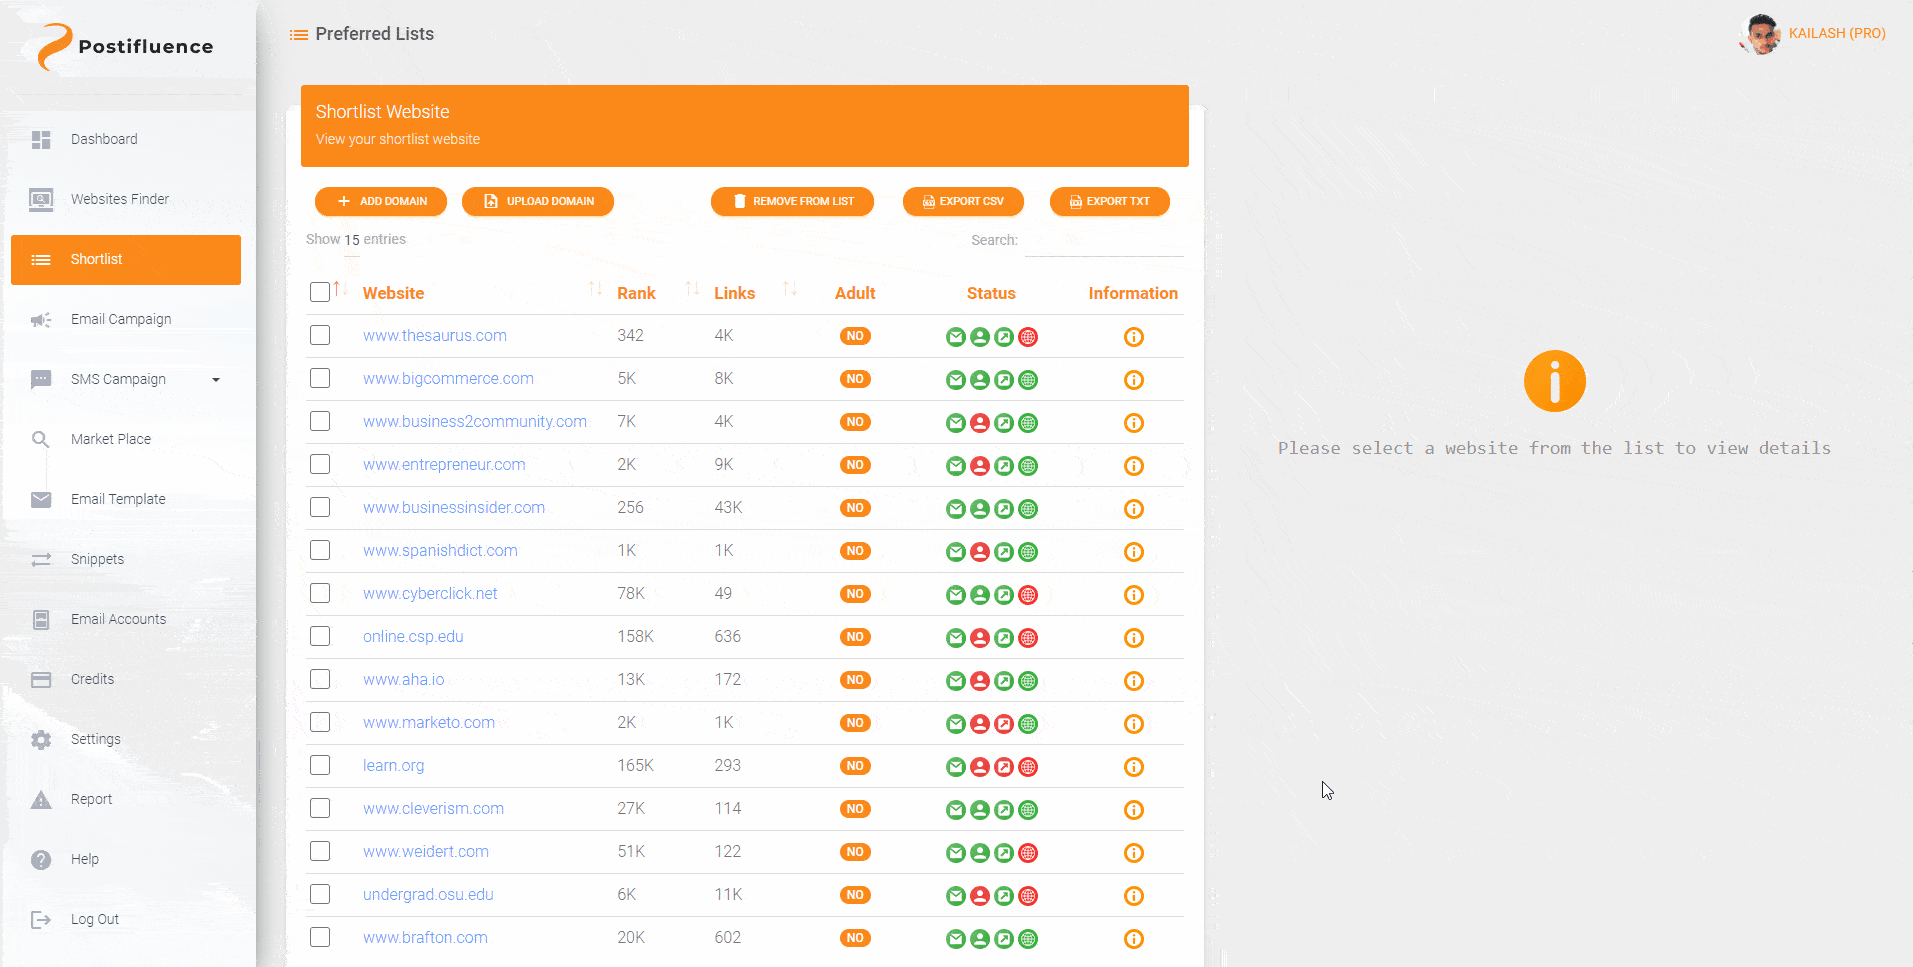 Postifluence
Preferred Lists
KAILASH (PRO)
Dashboard
Websites Finder
Shortlist
Email Campaign
SMS Campaign
Market Place
Email Template
Snippets
Email Accounts
Credits
Settings
Report
Help
Log Out
Shortlist Website
View your shortlist website
ADD DOMAIN UPLOAD DOMAIN REMOVE FROM LIST EXPORT CSV EXPORT TXT
Show 15 entries Search:
Website Rank Links Adult Status Information
www.thesaurus.com 342 4K NO
www.bigcommerce.com 5K 8K NO
www.business2community.com 7K 4K NO
www.entrepreneur.com 2K 9K NO
www.businessinsider.com 256 43K NO
www.spanishdict.com 1K 1K NO
www.cyberclick.net 78K 49 NO
online.csp.edu 158K 636 NO
www.aha.io 13K 172 NO
www.marketo.com 2K 1K NO
learn.org 165K 293 NO
www.cleverism.com 27K 114 NO
www.weidert.com 51K 122 NO
undergrad.osu.edu 6K 11K NO
www.brafton.com 20K 602 NO
Please select a website from the list to view details